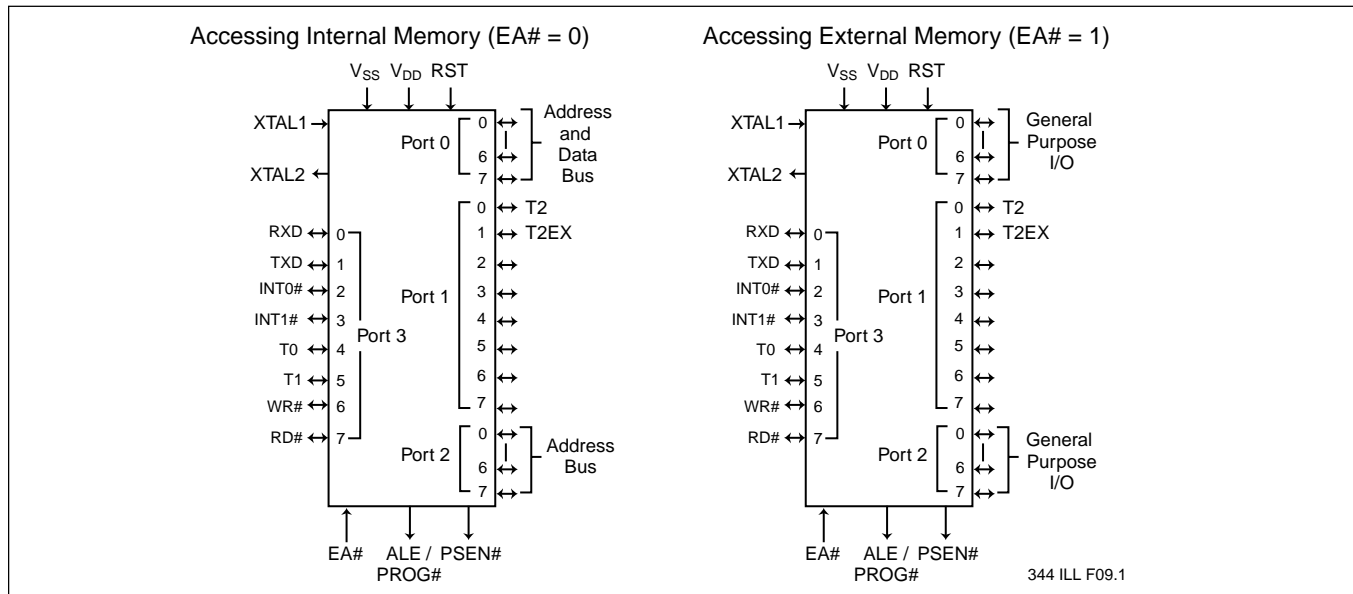 Accessing Internal Memory (EA# = 0)
VSS VDD RST
XTAL1
XTAL2
RXD
TXD
INT0#
INT1#
T0
T1
WR#
RD#
0
1
2
3
4
5
6
7
Port 3
Port 0
0
6
7
Address
and
Data
Bus
Port 1
0
1
2
3
4
5
6
7
T2
T2EX
Port 2
0
6
7
Address
Bus
EA# ALE / PSEN#
PROG#
Accessing External Memory (EA# = 1)
VSS VDD RST
XTAL1
XTAL2
RXD
TXD
INT0#
INT1#
T0
T1
WR#
RD#
0
1
2
3
4
5
6
7
Port 3
Port 0
0
6
7
General
Purpose
I/O
Port 1
0
1
2
3
4
5
6
7
T2
T2EX
Port 2
0
6
7
General
Purpose
I/O
EA# ALE / PSEN#
PROG#
344 ILL F09.1